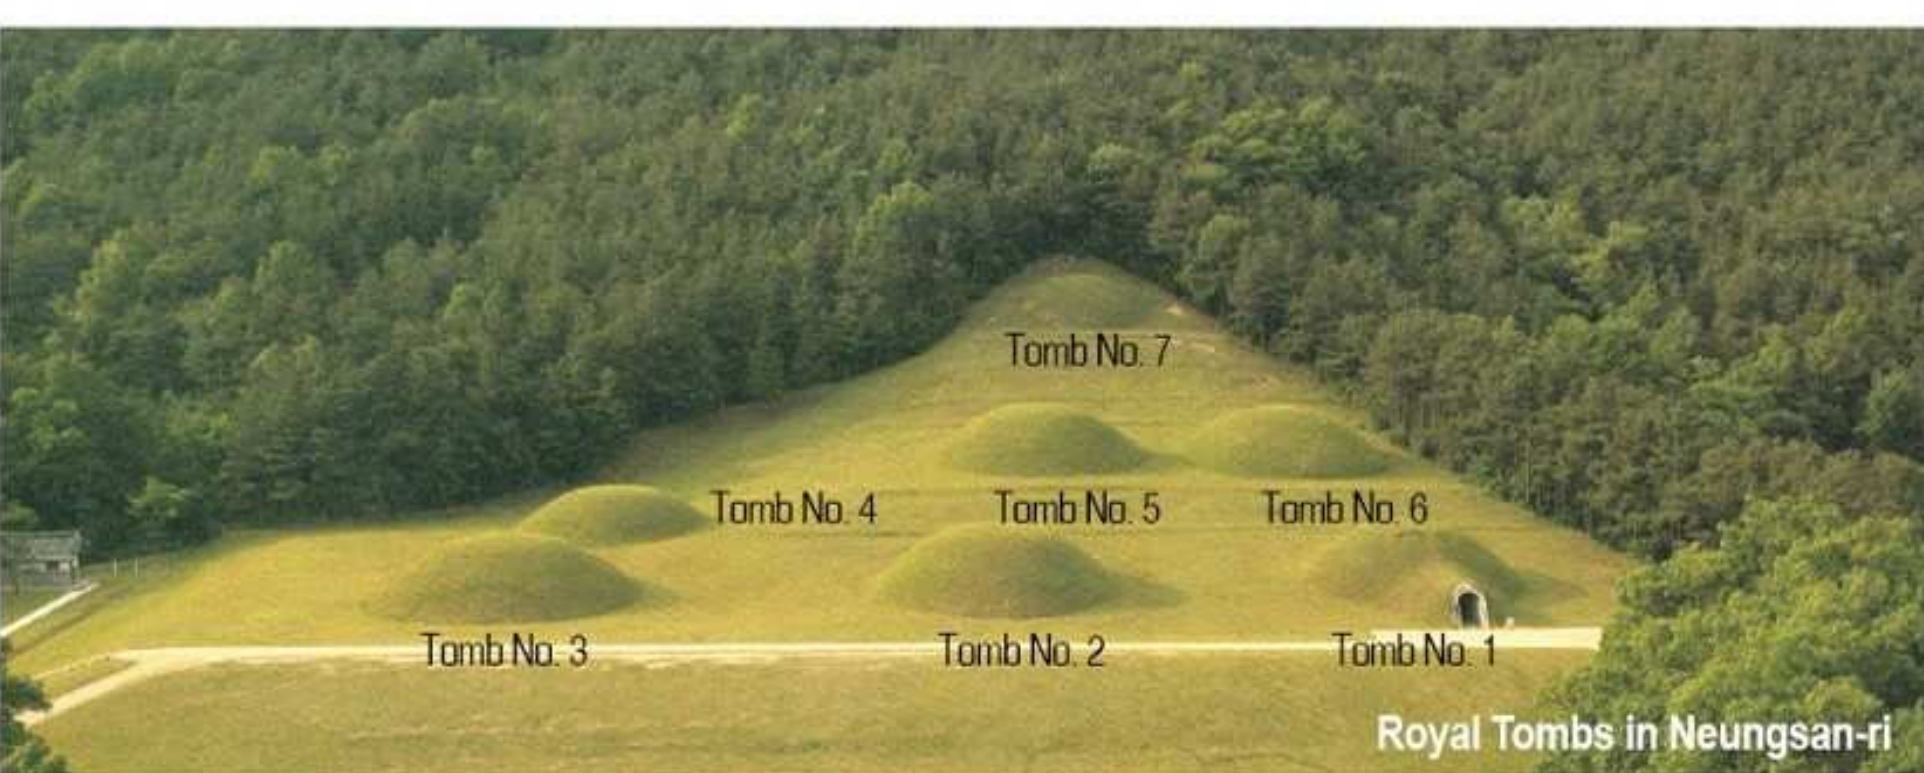 Tomb No. 7
Tomb No. 4
Tomb No. 5
Tomb No. 6
Tomb No. 3
Tomb No. 2
Tomb No. 1
Royal Tombs in Neungsan-ri